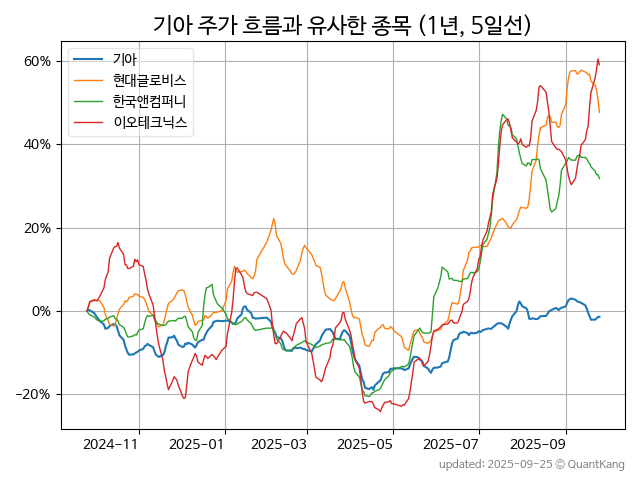 기아 주가 흐름과 유사한 종목 (1년, 5일선)
기아
현대글로비스
한국앤컴퍼니
이오테크닉스
60%
40%
20%
0%
−20%
2024-11 2025-01 2025-03 2025-05 2025-07 2025-09
updated: 2025-09-25 © QuantKang